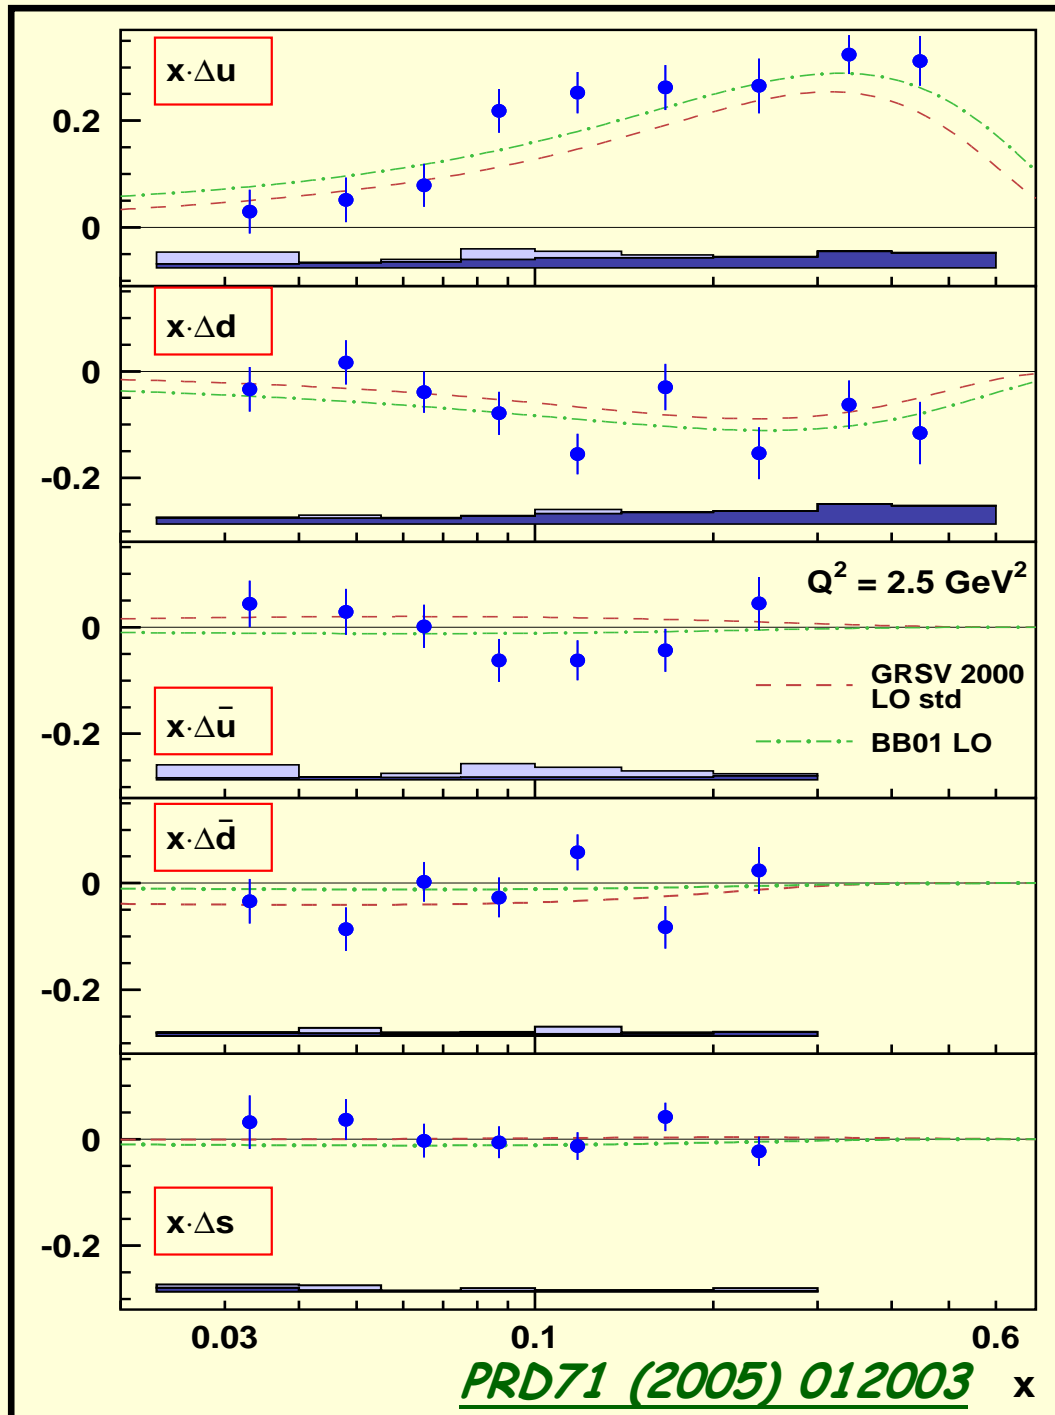 x·Δu
0.2
0
x·Δd
0
-0.2
Q² = 2.5 GeV²
0
GRSV 2000
LO std
x·Δū
-0.2
BB01 LO
x·Δd̄
0
-0.2
0
x·Δs
-0.2
0.03 0.1 0.6
PRD71 (2005) 012003 x